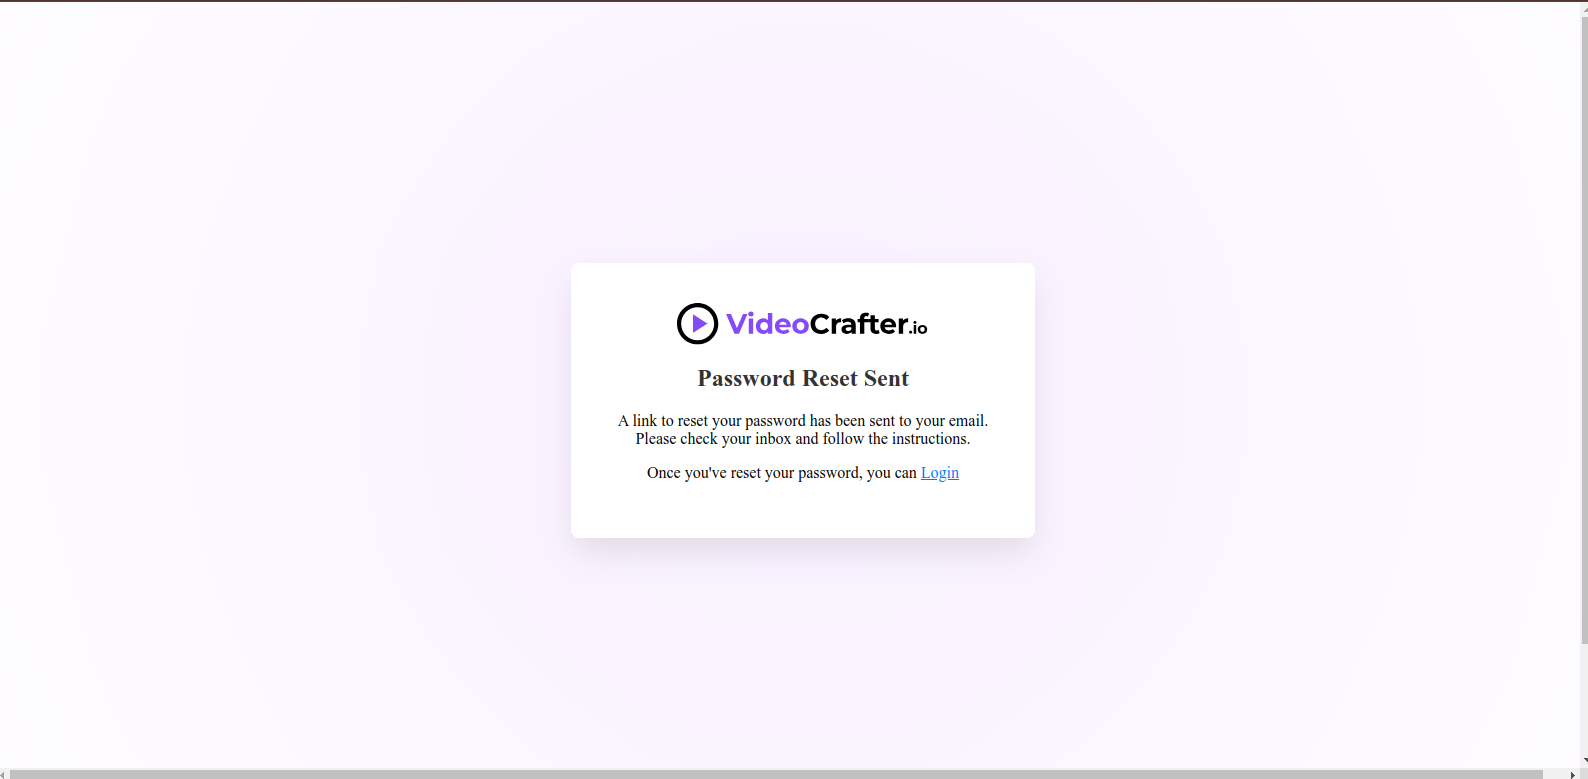 VideoCrafter.io
Password Reset Sent
A link to reset your password has been sent to your email.
Please check your inbox and follow the instructions.
Once you've reset your password, you can Login